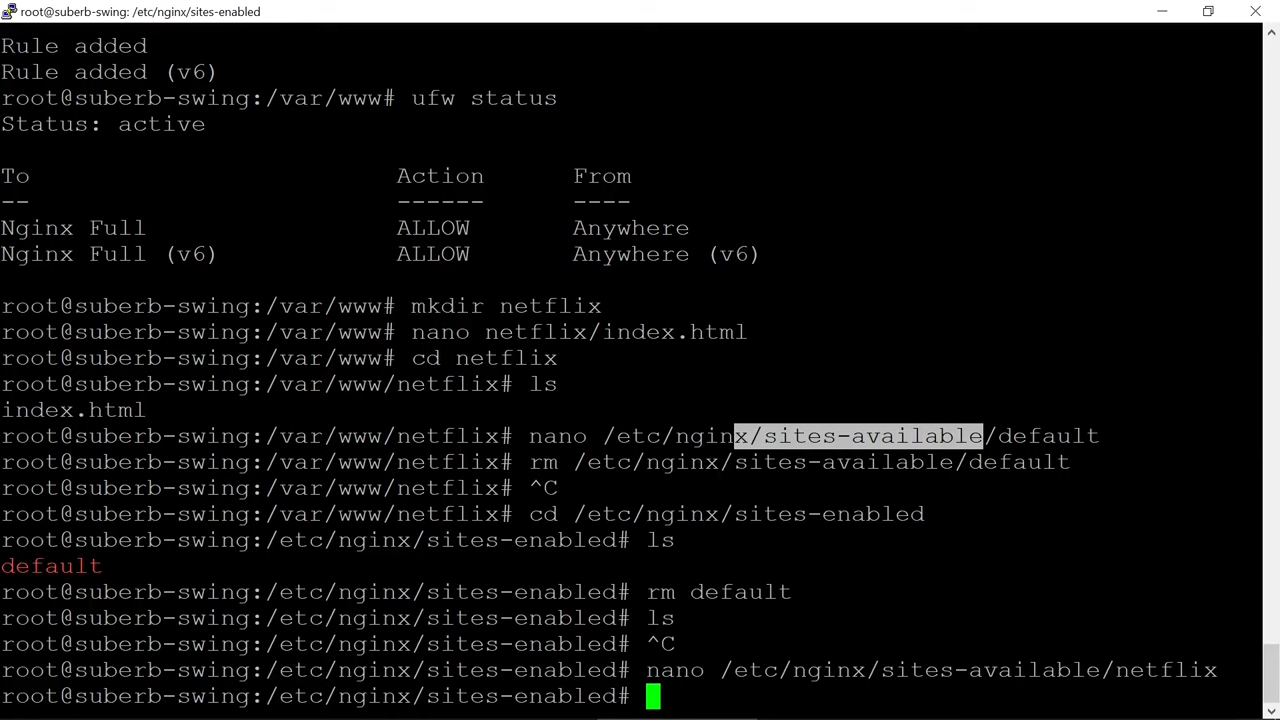 root@suberb-swing: /etc/nginx/sites-enabled
Rule added
Rule added (v6)
root@suberb-swing:/var/www# ufw status
Status: active
To Action From
-- ------ ----
Nginx Full ALLOW Anywhere
Nginx Full (v6) ALLOW Anywhere (v6)
root@suberb-swing:/var/www# mkdir netflix
root@suberb-swing:/var/www# nano netflix/index.html
root@suberb-swing:/var/www# cd netflix
root@suberb-swing:/var/www/netflix# ls
index.html
root@suberb-swing:/var/www/netflix# nano /etc/nginx/sites-available/default
root@suberb-swing:/var/www/netflix# rm /etc/nginx/sites-available/default
root@suberb-swing:/var/www/netflix# ^C
root@suberb-swing:/var/www/netflix# cd /etc/nginx/sites-enabled
root@suberb-swing:/etc/nginx/sites-enabled# ls
default
root@suberb-swing:/etc/nginx/sites-enabled# rm default
root@suberb-swing:/etc/nginx/sites-enabled# ls
root@suberb-swing:/etc/nginx/sites-enabled# ^C
root@suberb-swing:/etc/nginx/sites-enabled# nano /etc/nginx/sites-available/netflix
root@suberb-swing:/etc/nginx/sites-enabled#